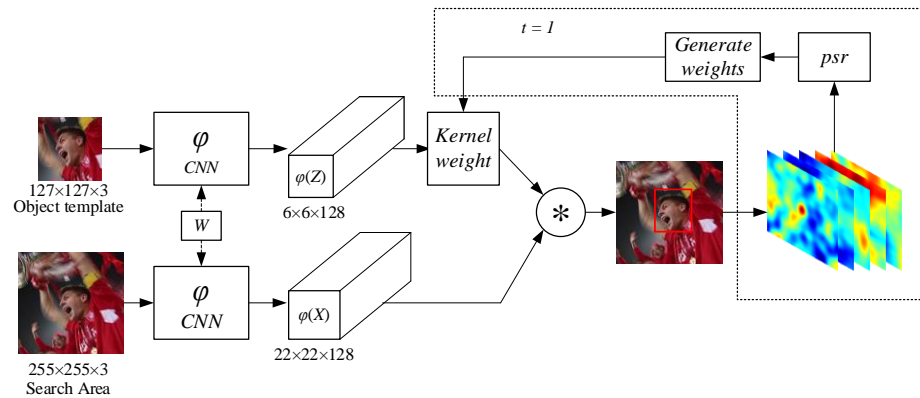 t = 1
Generate
weights
psr
φ
CNN
φ(Z)
Kernel
weight
127×127×3
Object template
6×6×128
W
*
φ
CNN
φ(X)
22×22×128
255×255×3
Search Area